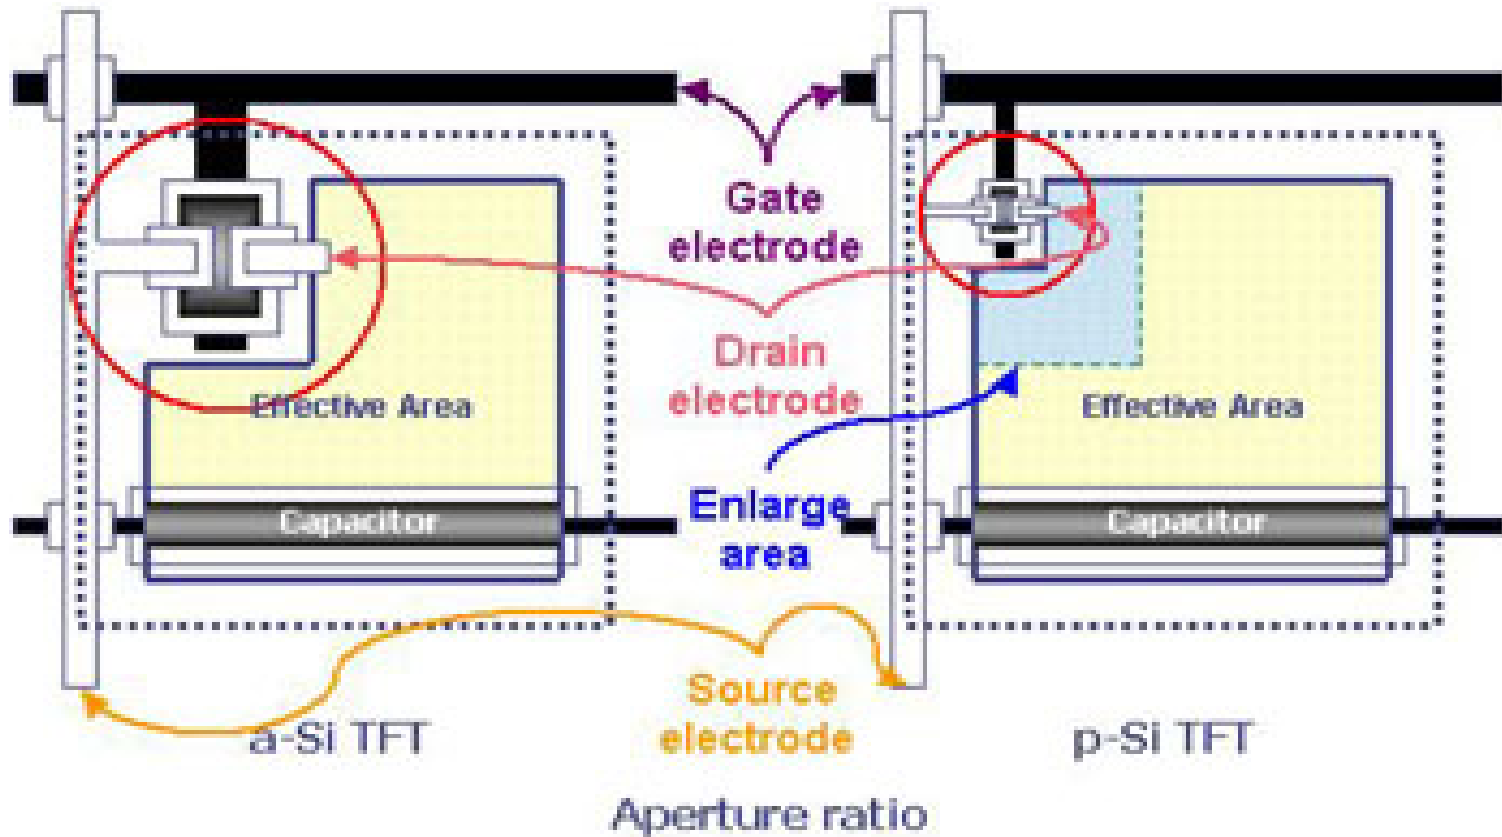 Gate
electrode
Drain
electrode
Effective Area
Effective Area
Enlarge
area
Capacitor
Capacitor
Source
electrode
a-Si TFT
p-Si TFT
Aperture ratio